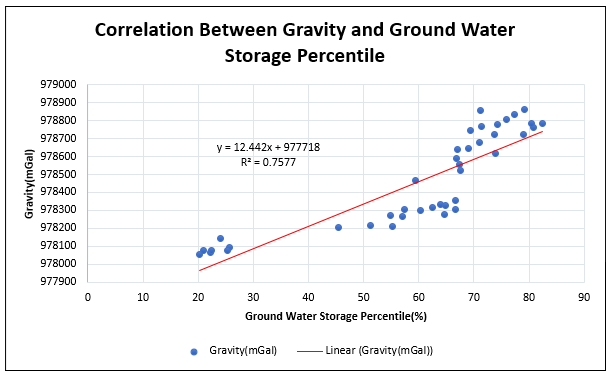 Correlation Between Gravity and Ground Water
Storage Percentile
979000
978900
978800
978700
978600
978500
978400
978300
978200
978100
978000
977900
Gravity(mGal)
y = 12.442x + 977718
R² = 0.7577
0 10 20 30 40 50 60 70 80 90
Ground Water Storage Percentile(%)
Gravity(mGal) Linear (Gravity(mGal))